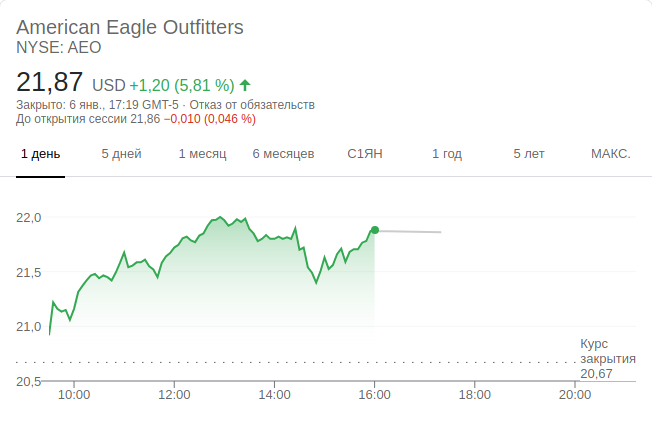 American Eagle Outfitters
NYSE: AEO
21,87 USD +1,20 (5,81 %)
Закрыто: 6 янв., 17:19 GMT-5 · Отказ от обязательств
До открытия сессии 21,86 −0,010 (0,046 %)
1 день 5 дней 1 месяц 6 месяцев С1ЯН 1 год 5 лет МАКС.
22,0
21,5
21,0
Курс
закрытия
20,67
20,5
10:00 12:00 14:00 16:00 18:00 20:00